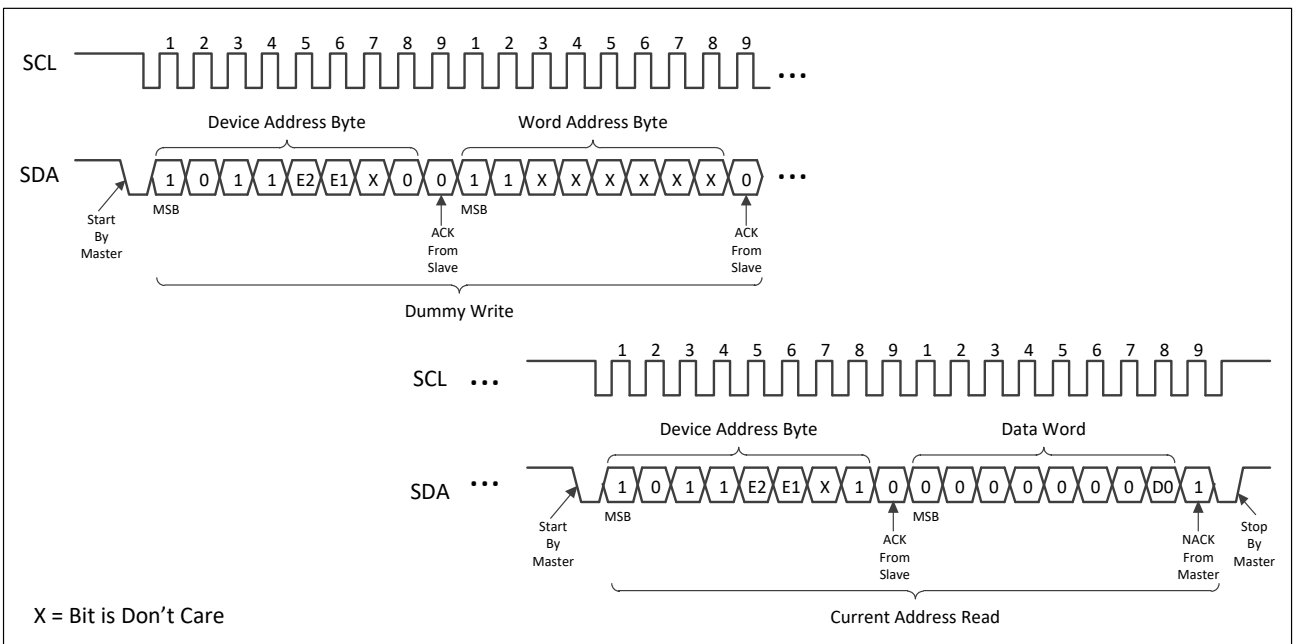 1 2 3 4 5 6 7 8 9 1 2 3 4 5 6 7 8 9
SCL ...
Device Address Byte Word Address Byte
SDA 1 0 1 1 E2 E1 X 0 0 1 1 X X X X X X 0 ...
MSB MSB
Start
By
Master
ACK
From
Slave
ACK
From
Slave
Dummy Write
1 2 3 4 5 6 7 8 9 1 2 3 4 5 6 7 8 9
SCL ...
Device Address Byte Data Word
SDA ... 1 0 1 1 E2 E1 X 1 0 0 0 0 0 0 0 0 D0 1
MSB MSB
Start
By
Master
ACK
From
Slave
NACK
From
Master
Stop
By
Master
X = Bit is Don’t Care
Current Address Read